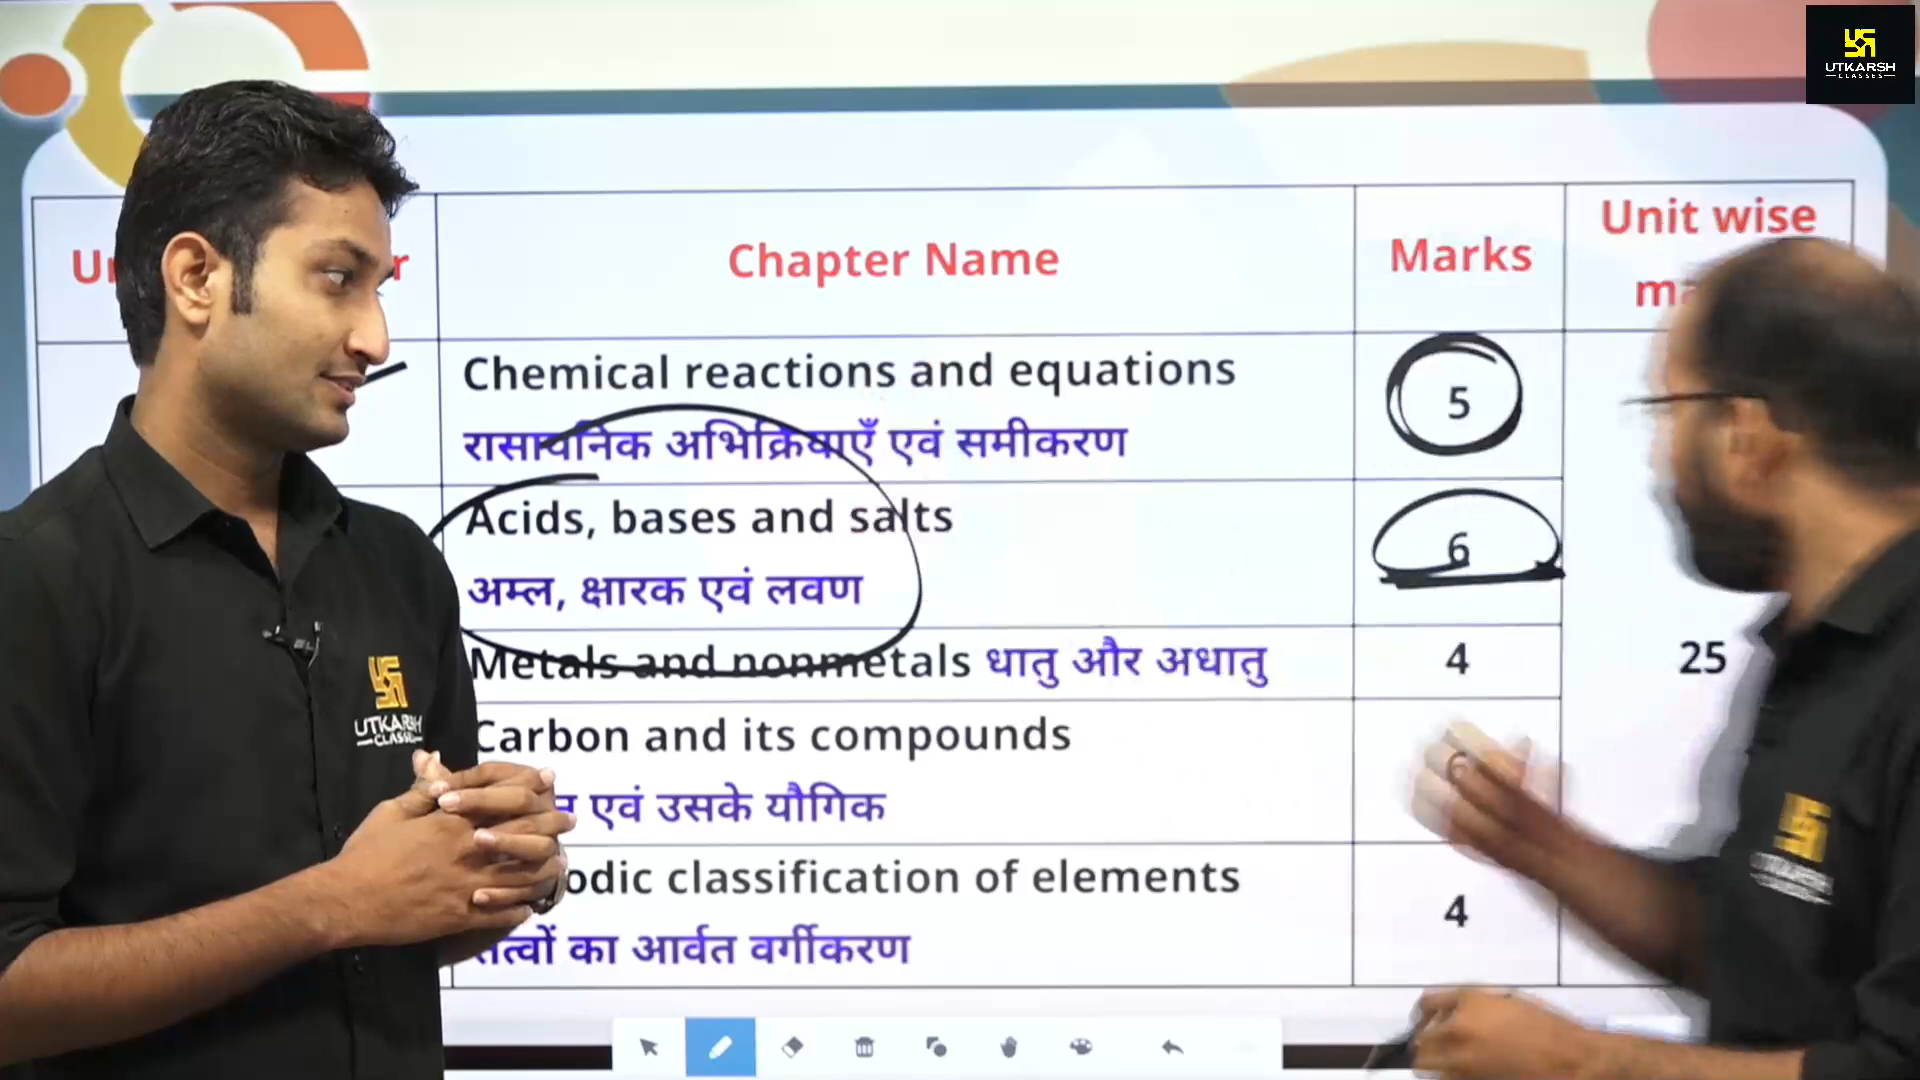 UTKARSH
CLASSES
Chapter Name
Marks
Unit wise
Chemical reactions and equations
रासायनिक अभिक्रियाएँ एवं समीकरण
5
Acids, bases and salts
अम्ल, क्षारक एवं लवण
6
Metals and nonmetals धातु और अधातु
4
25
Carbon and its compounds
एवं उसके यौगिक
6
classification of elements
का आर्वत वर्गीकरण
4
UTKARSH
CLASSES